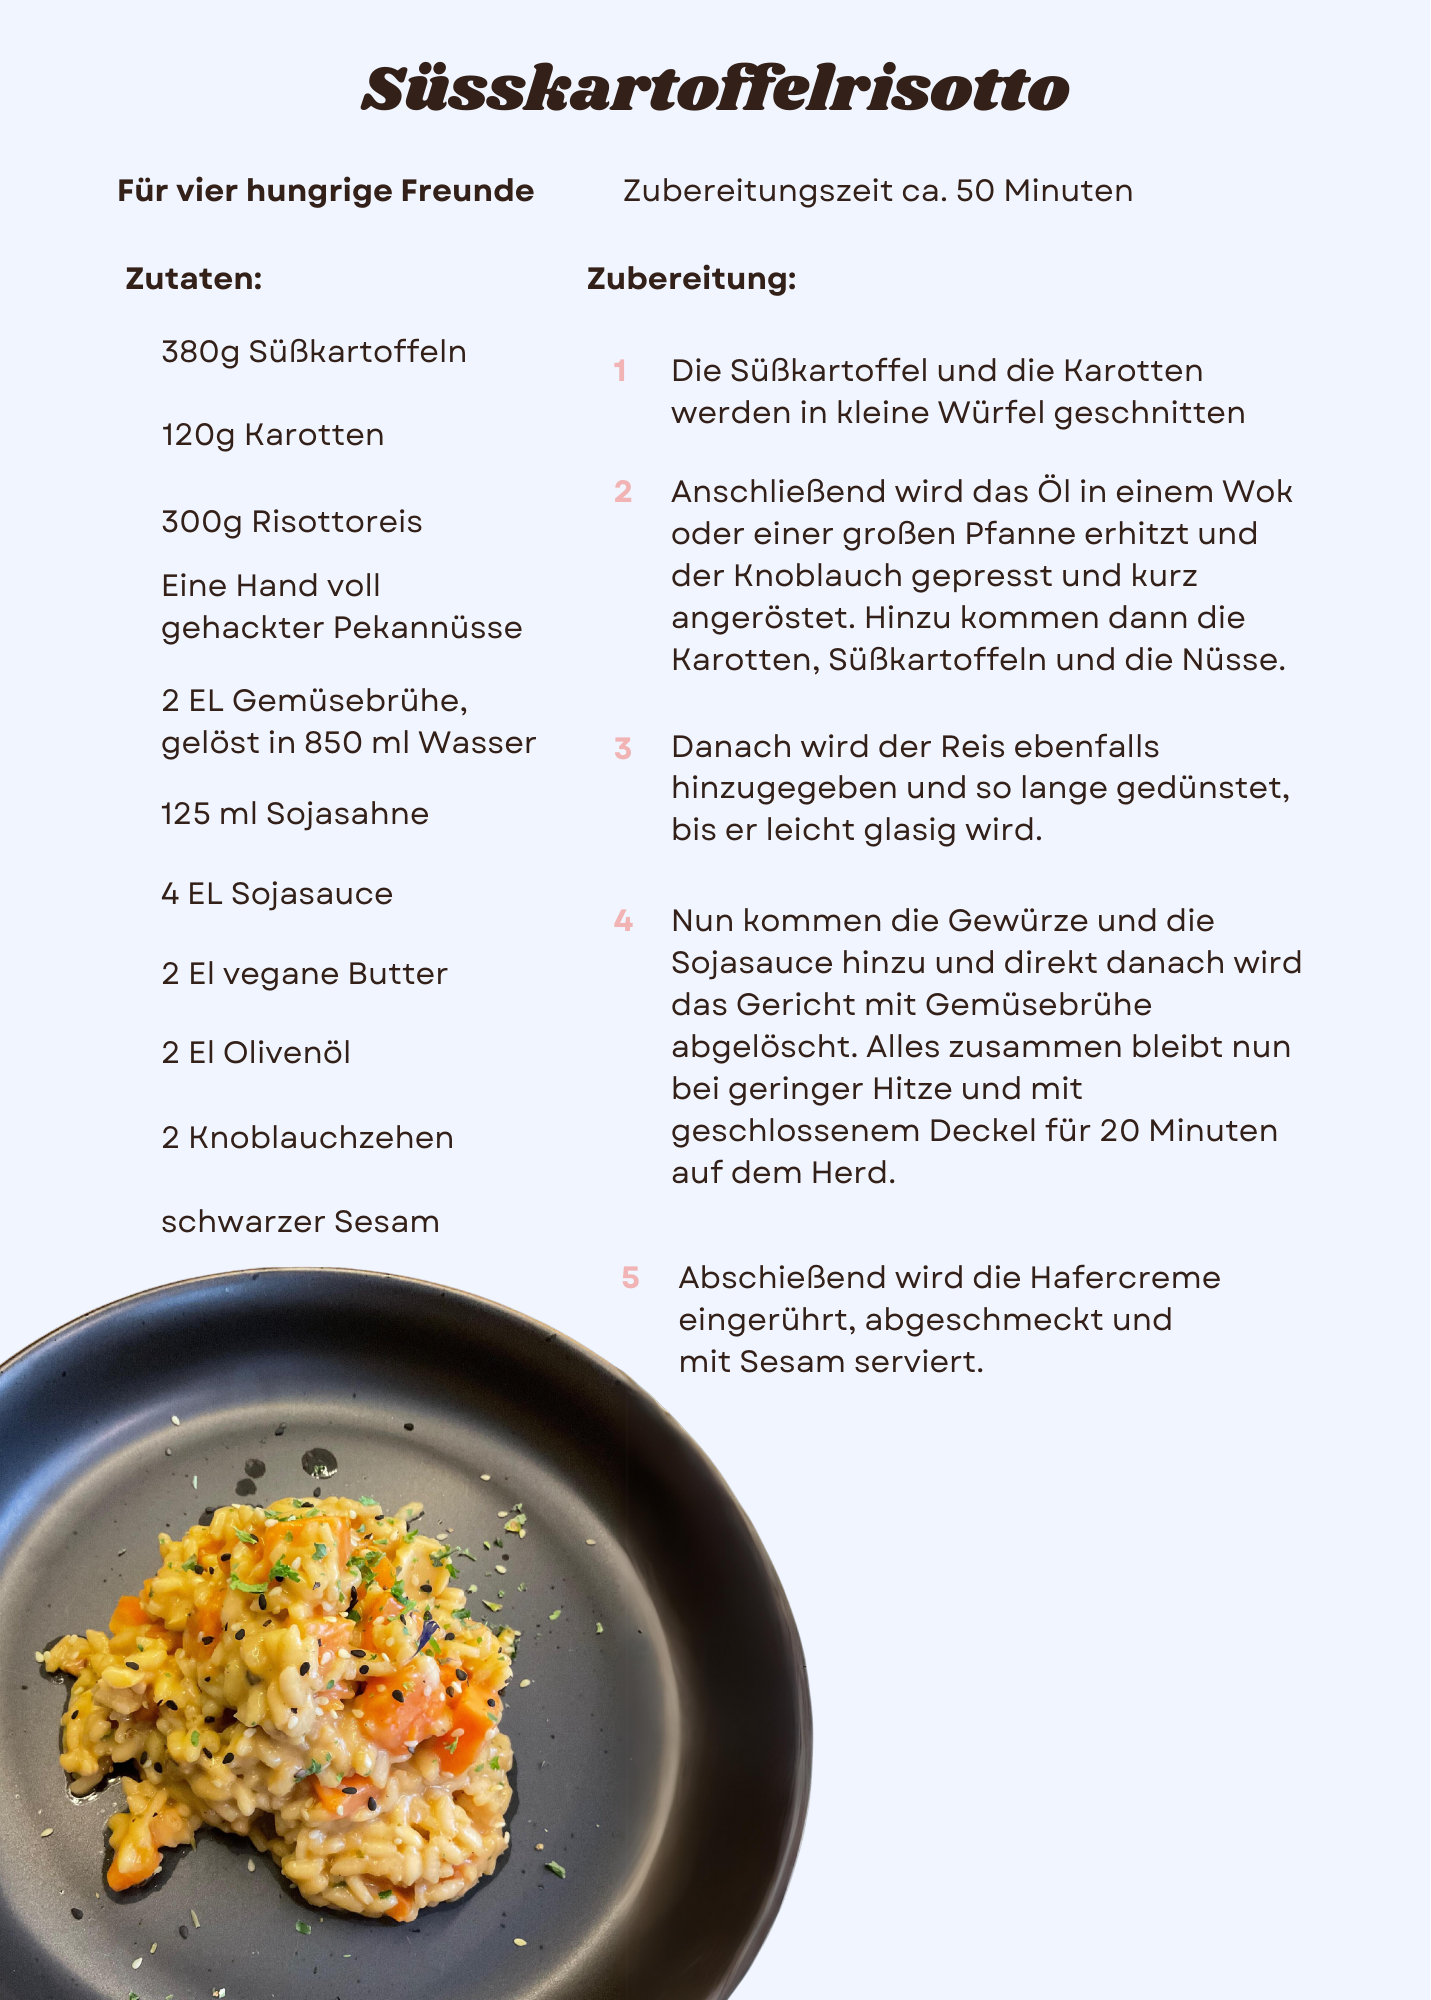 Süsskartoffelrisotto
Für vier hungrige Freunde
Zubereitungszeit ca. 50 Minuten
Zutaten:
380g Süßkartoffeln
120g Karotten
300g Risottoreis
Eine Hand voll
gehackter Pekannüsse
2 EL Gemüsebrühe,
gelöst in 850 ml Wasser
125 ml Sojasahne
4 EL Sojasauce
2 El vegane Butter
2 El Olivenöl
2 Knoblauchzehen
schwarzer Sesam
Zubereitung:
1 Die Süßkartoffel und die Karotten
werden in kleine Würfel geschnitten
2 Anschließend wird das Öl in einem Wok
oder einer großen Pfanne erhitzt und
der Knoblauch gepresst und kurz
angeröstet. Hinzu kommen dann die
Karotten, Süßkartoffeln und die Nüsse.
3 Danach wird der Reis ebenfalls
hinzugegeben und so lange gedünstet,
bis er leicht glasig wird.
4 Nun kommen die Gewürze und die
Sojasauce hinzu und direkt danach wird
das Gericht mit Gemüsebrühe
abgelöscht. Alles zusammen bleibt nun
bei geringer Hitze und mit
geschlossenem Deckel für 20 Minuten
auf dem Herd.
5 Abschießend wird die Hafercreme
eingerührt, abgeschmeckt und
mit Sesam serviert.